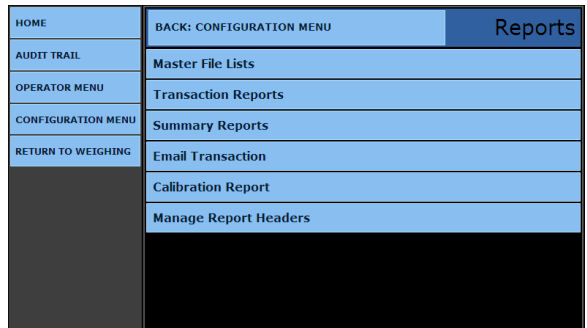 HOME
AUDIT TRAIL
OPERATOR MENU
CONFIGURATION MENU
RETURN TO WEIGHING
BACK: CONFIGURATION MENU
Reports
Master File Lists
Transaction Reports
Summary Reports
Email Transaction
Calibration Report
Manage Report Headers